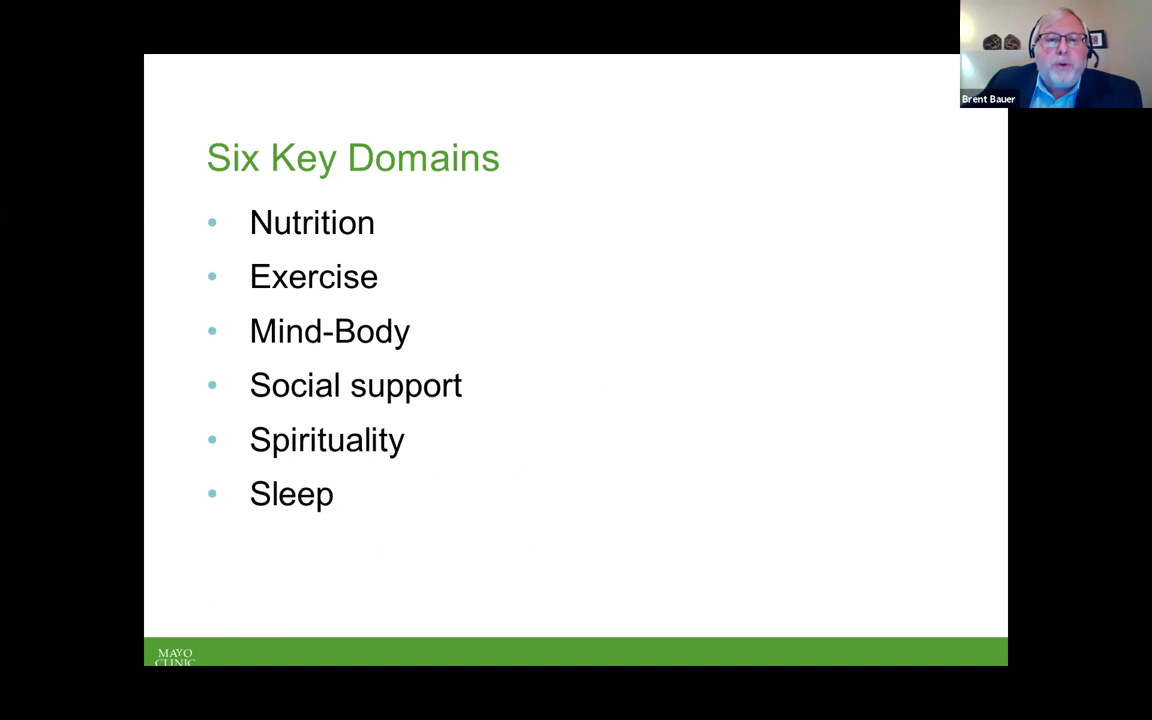 Brent Bauer
Six Key Domains
• Nutrition
• Exercise
• Mind-Body
• Social support
• Spirituality
• Sleep
MAYO
CLINIC